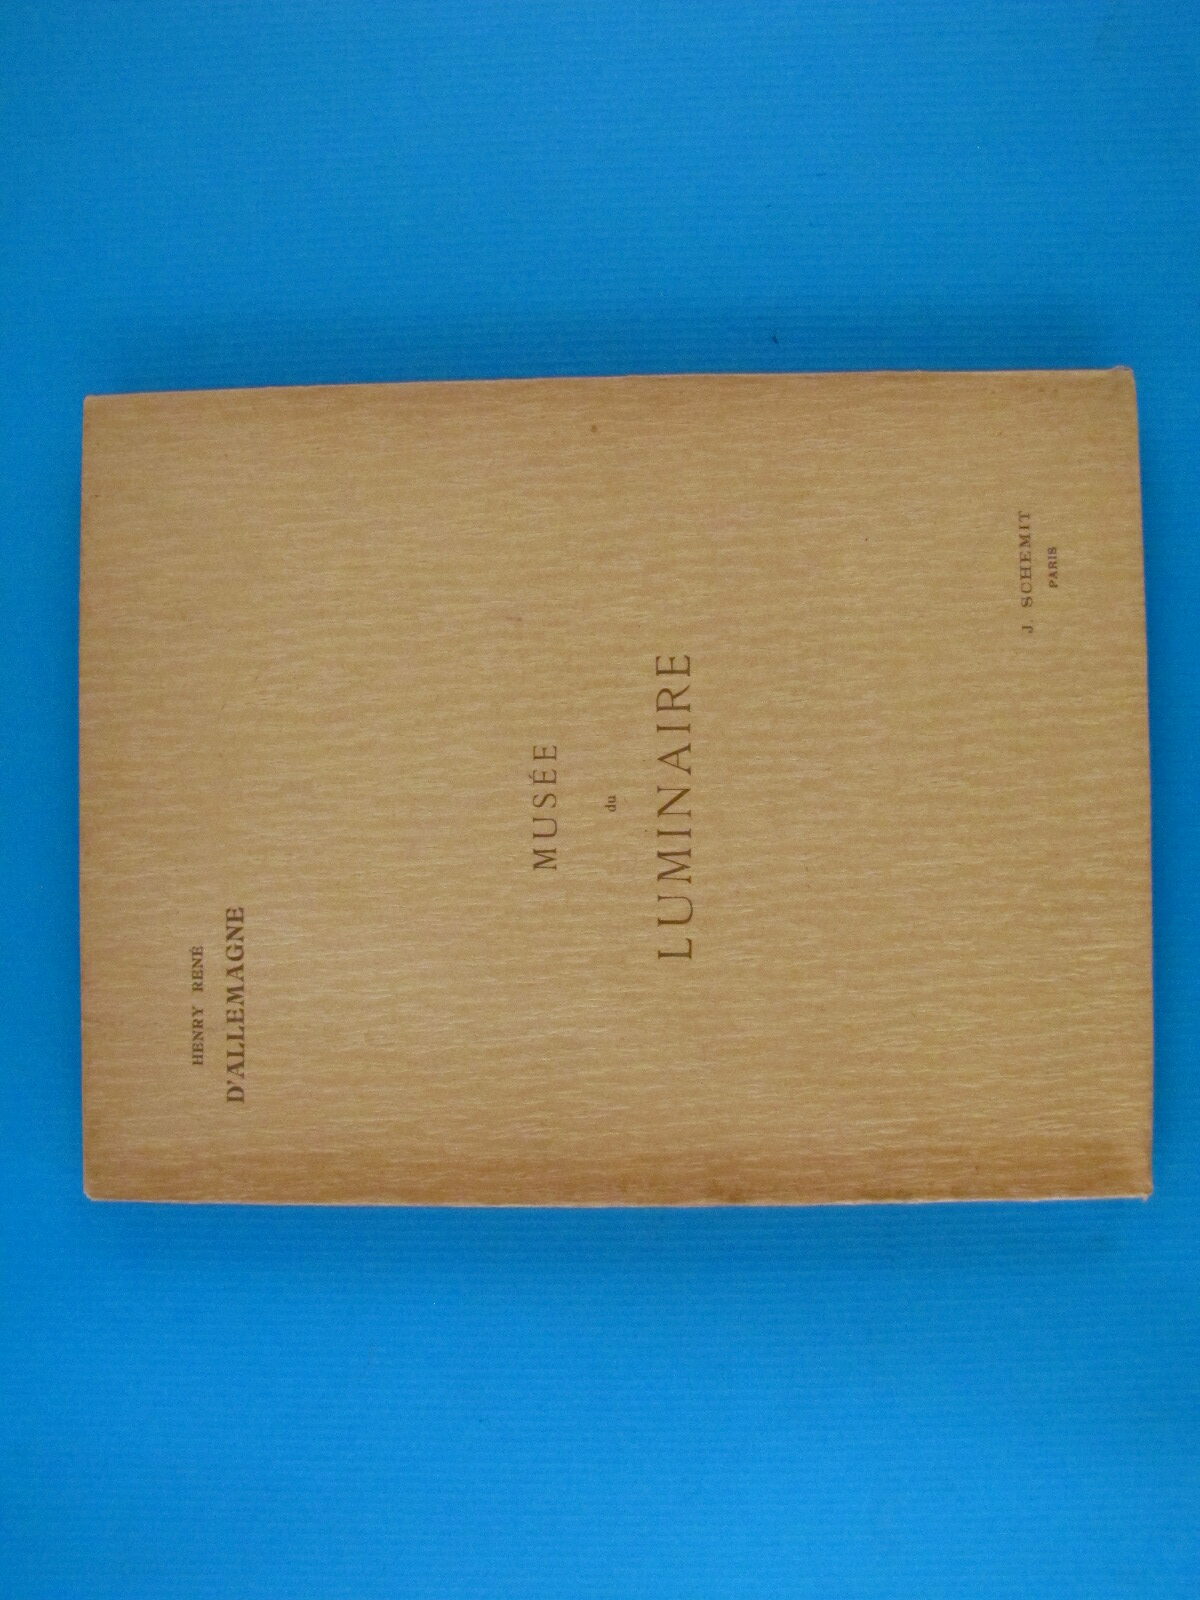 HENRY RENÉ
D'ALLEMAGNE
MUSÉE
du
LUMINAIRE
J. SCHEMIT
PARIS